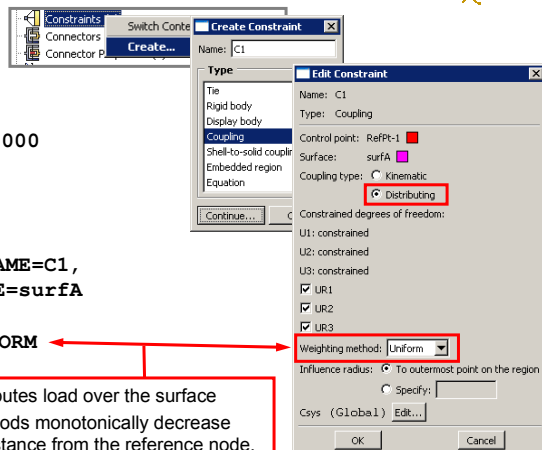 Constraints
Connectors
Connector P
Switch Conte
Create...
Create Constraint
Name: C1
Type
Tie
Rigid body
Display body
Coupling
Shell-to-solid couplin
Embedded region
Equation
Continue...
Edit Constraint
Name: C1
Type: Coupling
Control point: RefPt-1
Surface: surfA
Coupling type: Kinematic
Distributing
Constrained degrees of freedom:
U1: constrained
U2: constrained
U3: constrained
UR1
UR2
UR3
Weighting method: Uniform
Influence radius: To outermost point on the region
Specify:
Csys (Global) Edit...
OK Cancel
000
AME=C1,
E=surfA
ORM
utes load over the surface
ods monotonically decrease
stance from the reference node.